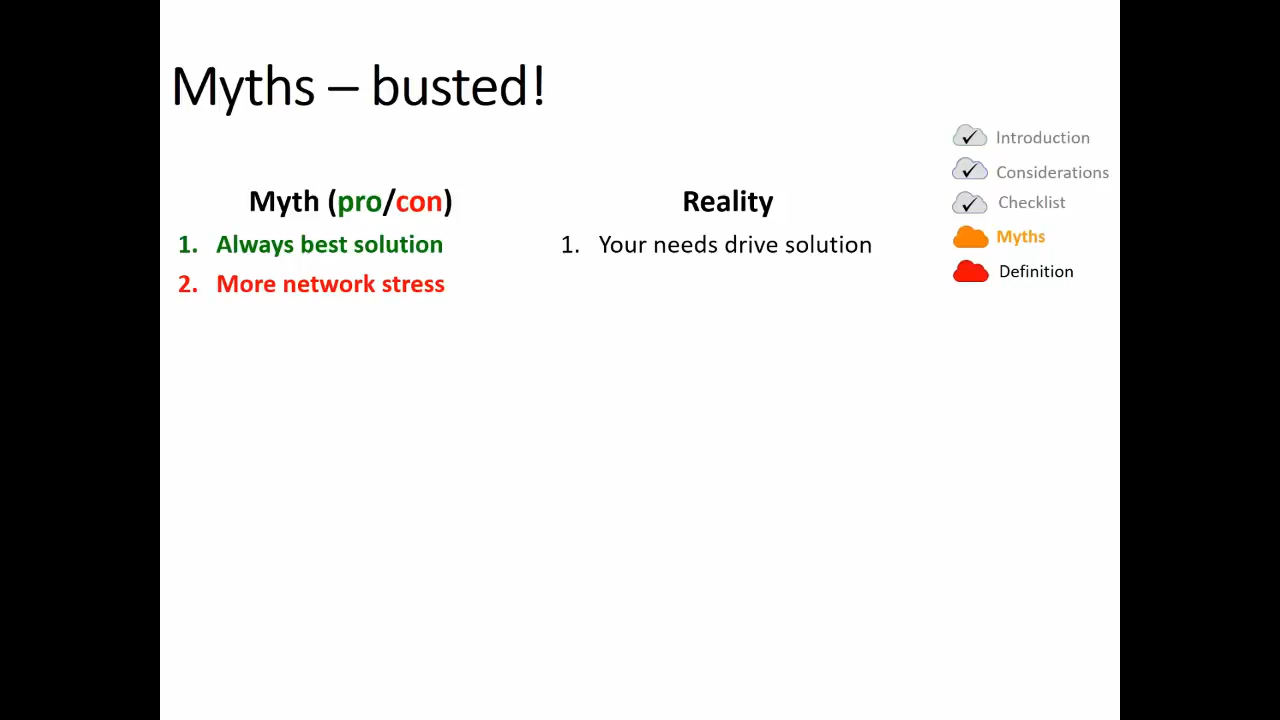 Myths – busted!
Introduction
Considerations
Checklist
Myths
Definition
Myth (pro/con)
1. Always best solution
2. More network stress
Reality
1. Your needs drive solution